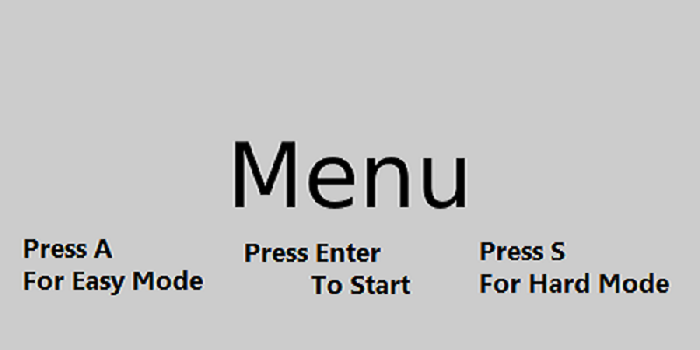 Menu
Press A
For Easy Mode
Press Enter
To Start
Press S
For Hard Mode